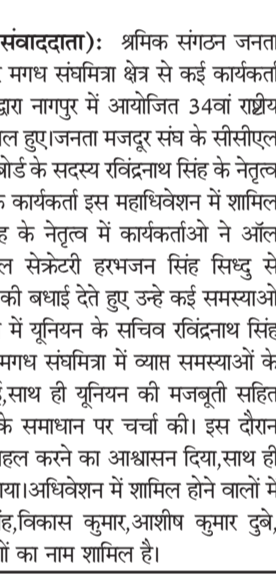 संवाददाता): श्रमिक संगठन जनता
मगध संघमित्रा क्षेत्र से कई कार्यकर्ता
द्वारा नागपुर में आयोजित 34वां राष्ट्रीय
ल हुए।जनता मजदूर संघ के सीसीएल
बोर्ड के सदस्य रविंद्रनाथ सिंह के नेतृत्व
कार्यकर्ता इस महाधिवेशन में शामिल
ह के नेतृत्व में कार्यकर्ताओ ने ऑल
ल सेक्रेटरी हरभजन सिंह सिध्दु से
की बधाई देते हुए उन्हे कई समस्याओ
में यूनियन के सचिव रविंद्रनाथ सिंह
मगध संघमित्रा में व्याप्त समस्याओं के
,साथ ही यूनियन की मजबूती सहित
के समाधान पर चर्चा की। इस दौरान
हल करने का आश्वासन दिया,साथ ही
गया।अधिवेशन में शामिल होने वालों मे
ह,विकास कुमार,आशीष कुमार दुबे,
गों का नाम शामिल है।